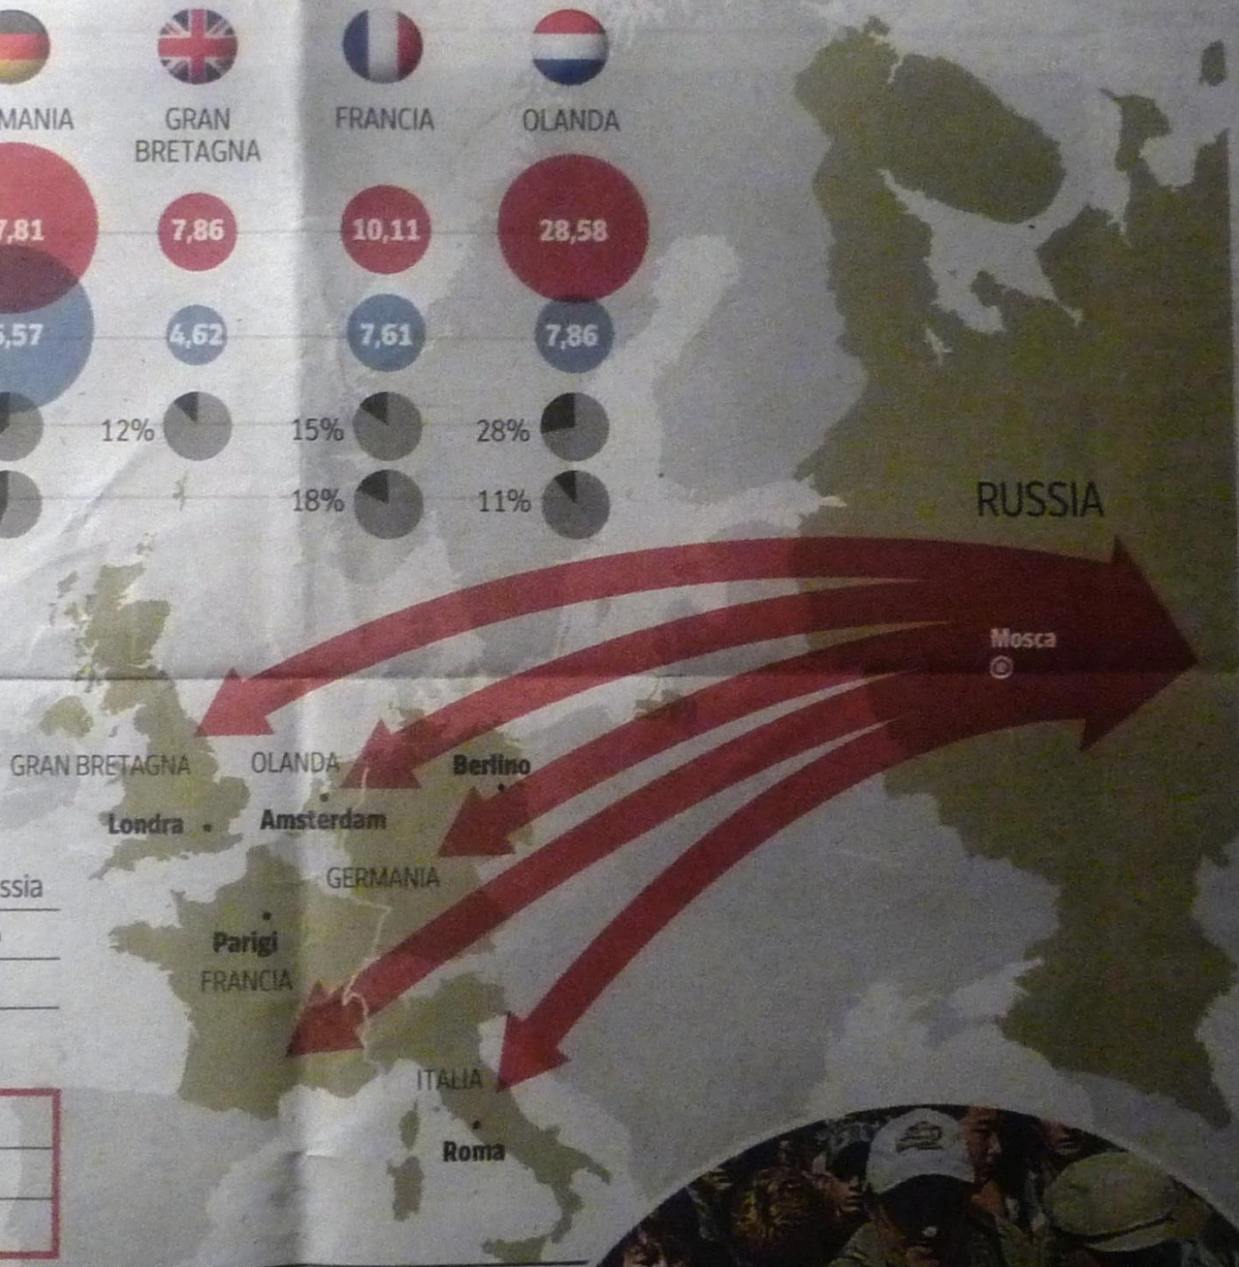 MANIA
GRAN
BRETAGNA
FRANCIA
OLANDA
7,81
7,86
10,11
28,58
,57
4,62
7,61
7,86
12%
15%
28%
18%
11%
RUSSIA
Mosca
GRAN BRETAGNA
OLANDA
Berlino
Londra
Amsterdam
GERMANIA
ssia
Parigi
FRANCIA
ITALIA
Roma